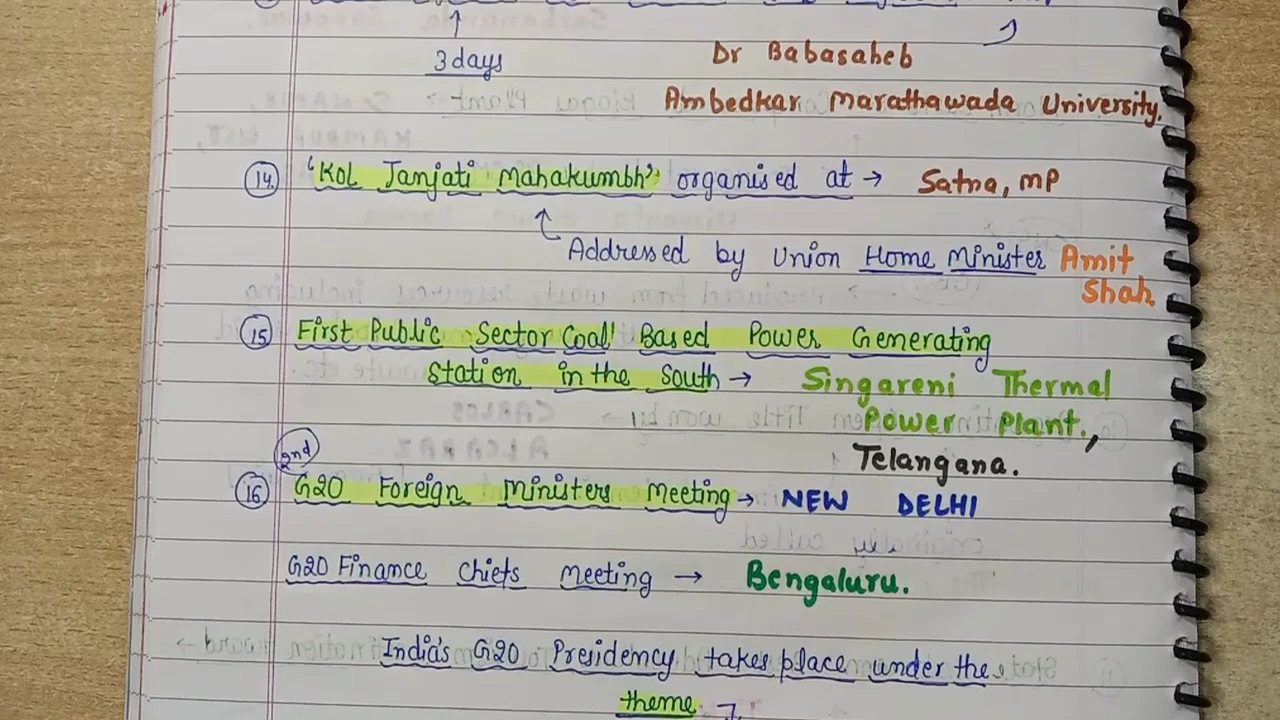 3 days
Dr Babasaheb
Ambedkar Marathawada University.
14. 'Kol Janjati Mahakumbh' organised at → Satna, MP
Addressed by Union Home Minister Amit
Shah
15 First Public Sector Coal Based Power Generating
Station in the South → Singareni Thermal
Power Plant.,
Telangana.
2nd
16 G20 Foreign Ministers Meeting → NEW DELHI
G20 Finance Chiefs Meeting → Bengaluru.
India's G20 Presidency takes place under the
theme